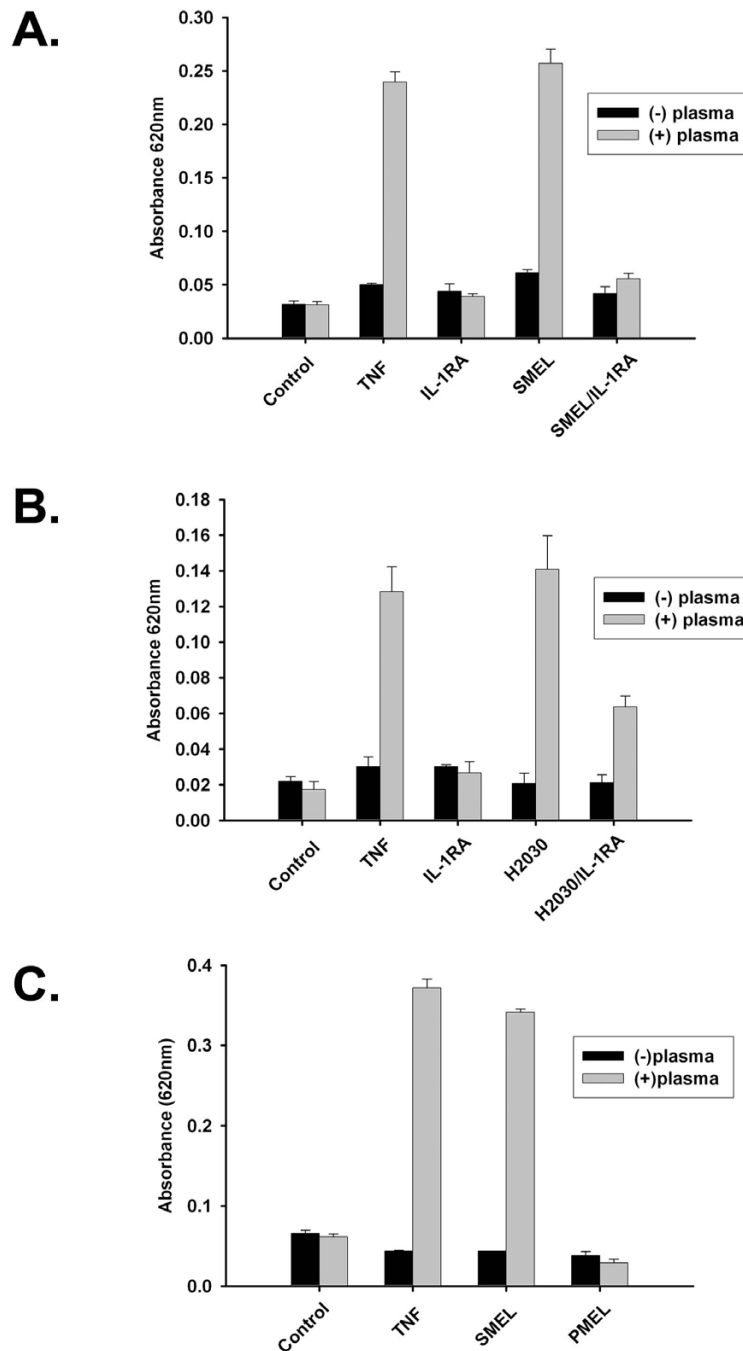 A.
0.30
0.25
0.20
0.15
0.10
0.05
0.00
Absorbance 620nm
(-) plasma
(+) plasma
Control
TNF
IL-1RA
SMEL
SMEL/IL-1RA
B.
0.18
0.16
0.14
0.12
0.10
0.08
0.06
0.04
0.02
0.00
Absorbance 620nm
(-) plasma
(+) plasma
Control
TNF
IL-1RA
H2030
H2030/IL-1RA
C.
0.4
0.3
0.2
0.1
0.0
Absorbance (620nm)
(-)plasma
(+)plasma
Control
TNF
SMEL
PMEL